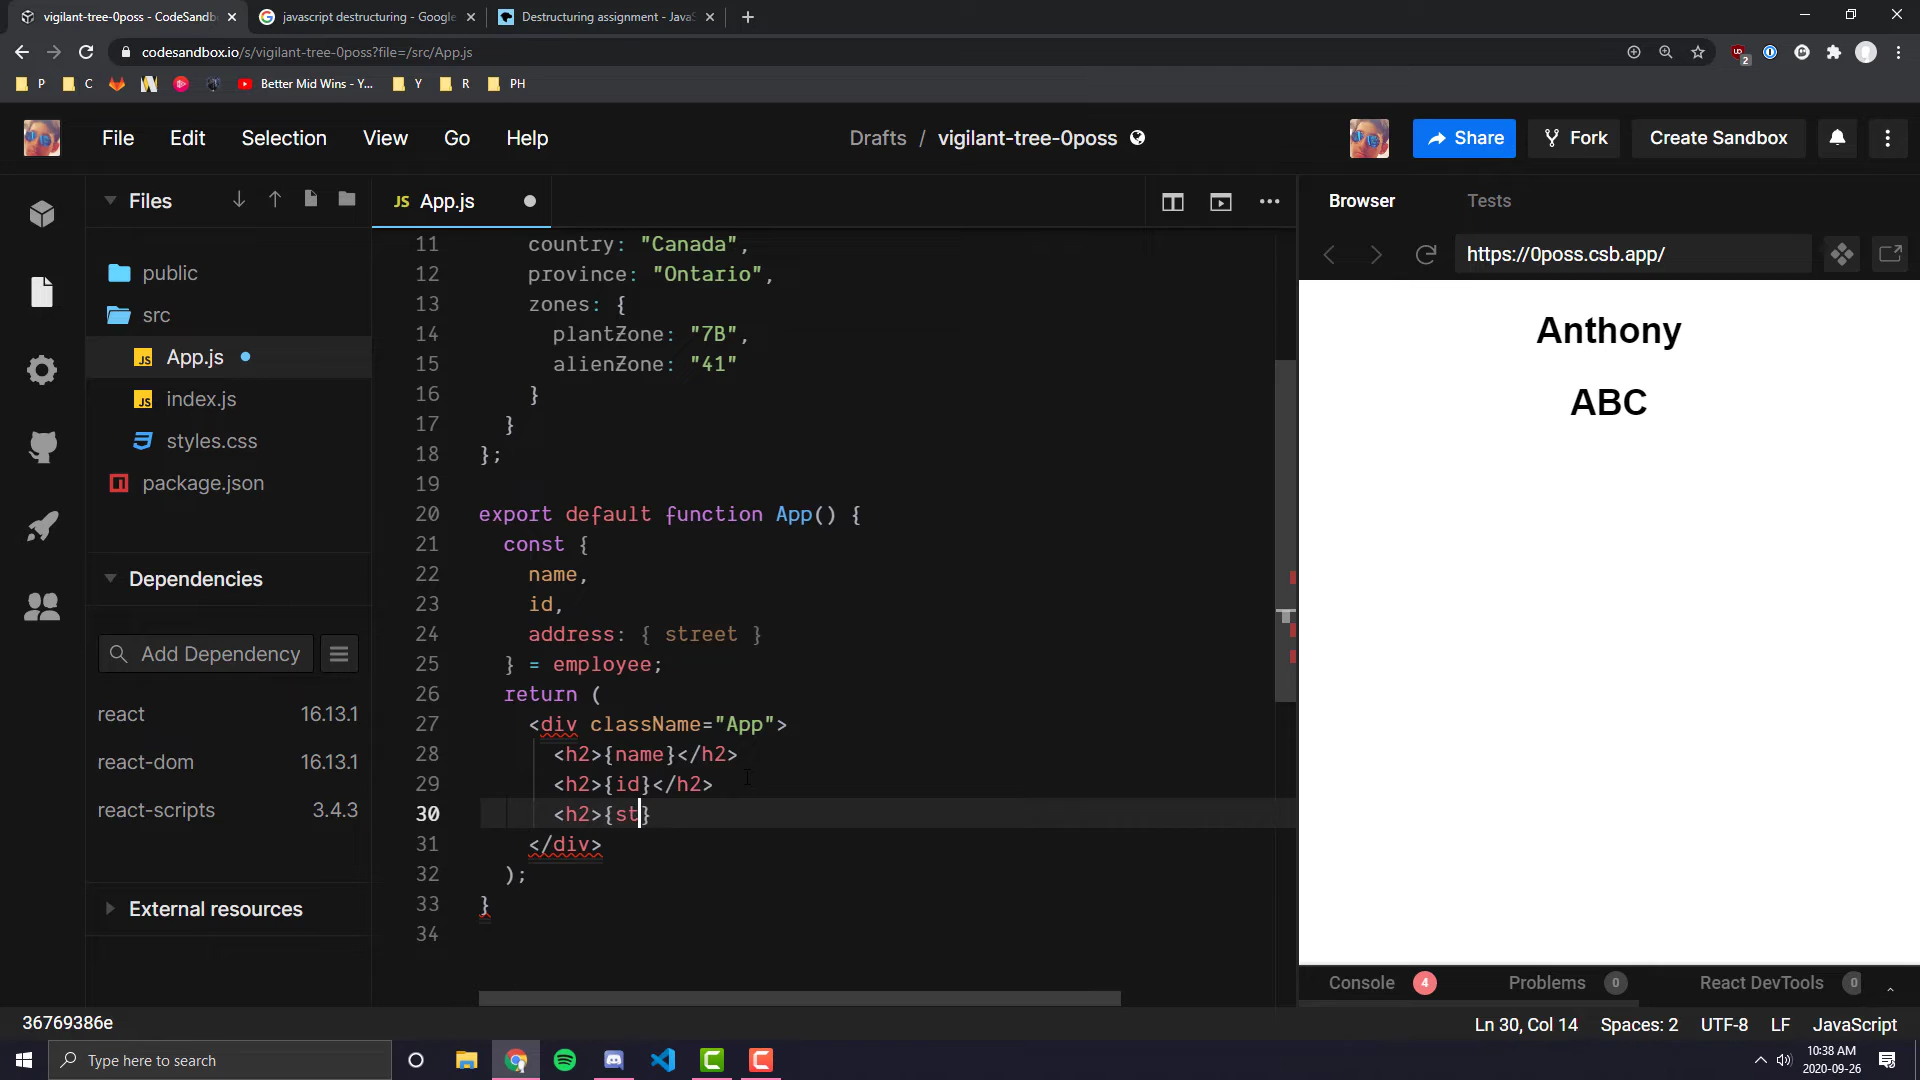 vigilant-tree-0poss - CodeSandb
javascript destructuring - Google
Destructuring assignment - JavaS
codesandbox.io/s/vigilant-tree-0poss?file=/src/App.js
2
P
C
Better Mid Wins - Y...
Y
R
PH
File
Edit
Selection
View
Go
Help
Drafts / vigilant-tree-0poss
Share
Fork
Create Sandbox
Files
JS App.js
Browser
Tests
https://0poss.csb.app/
public
src
JS App.js
JS index.js
styles.css
package.json
Dependencies
Add Dependency
react 16.13.1
react-dom 16.13.1
react-scripts 3.4.3
External resources
11 country: "Canada",
12 province: "Ontario",
13 zones: {
14 plantZone: "7B",
15 alienZone: "41"
16 }
17 }
18 };
19
20 export default function App() {
21 const {
22 name,
23 id,
24 address: { street }
25 } = employee;
26 return (
27 <div className="App">
28 <h2>{name}</h2>
29 <h2>{id}</h2>
30 <h2>{st}
31 </div>
32 );
33 }
34
Anthony
ABC
Console 4
Problems 0
React DevTools 0
36769386e
Ln 30, Col 14
Spaces: 2
UTF-8
LF
JavaScript
Type here to search
10:38 AM
2020-09-26